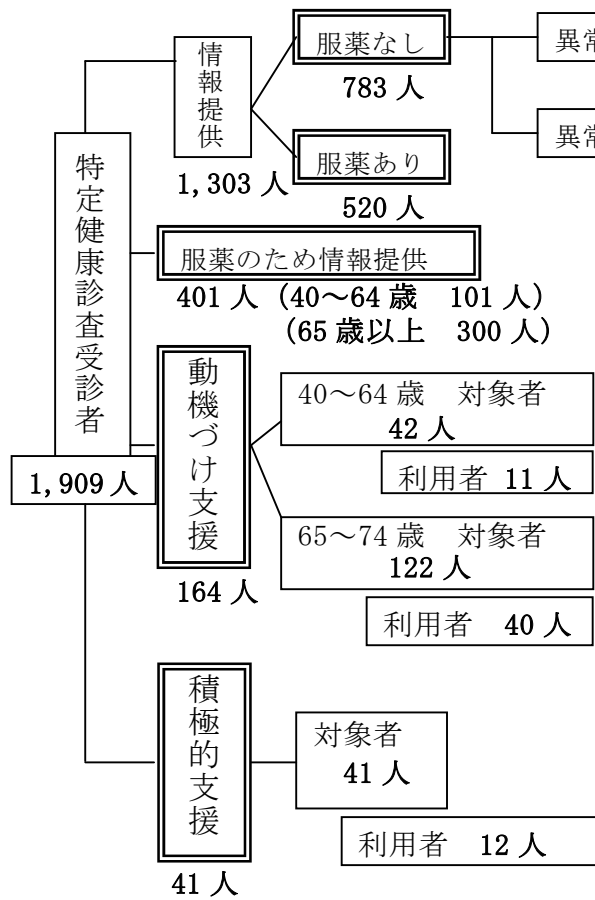 特定健康診査受診者
1,909 人
情報提供
1,303 人
服薬なし
783 人
異常
異常
服薬あり
520 人
服薬のため情報提供
401 人（40～64 歳　101 人）
（65 歳以上　300 人）
動機づけ支援
164 人
40～64 歳　対象者
42 人
利用者 11 人
65～74 歳　対象者
122 人
利用者　40 人
積極的支援
41 人
対象者
41 人
利用者　12 人